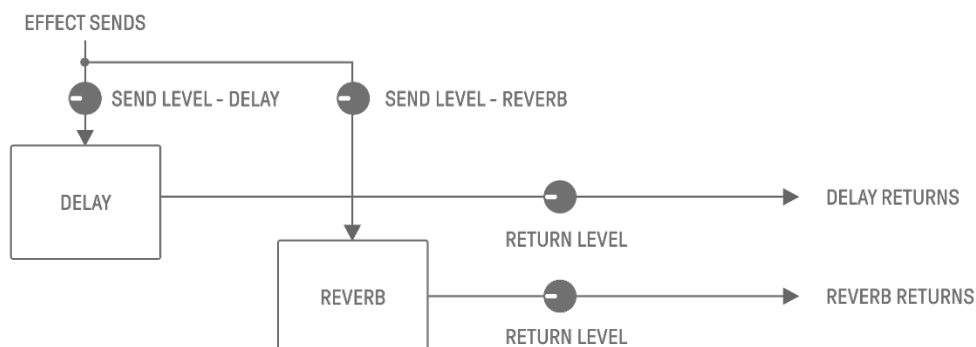 EFFECT SENDS
SEND LEVEL - DELAY
SEND LEVEL - REVERB
DELAY
DELAY RETURNS
RETURN LEVEL
REVERB
REVERB RETURNS
RETURN LEVEL